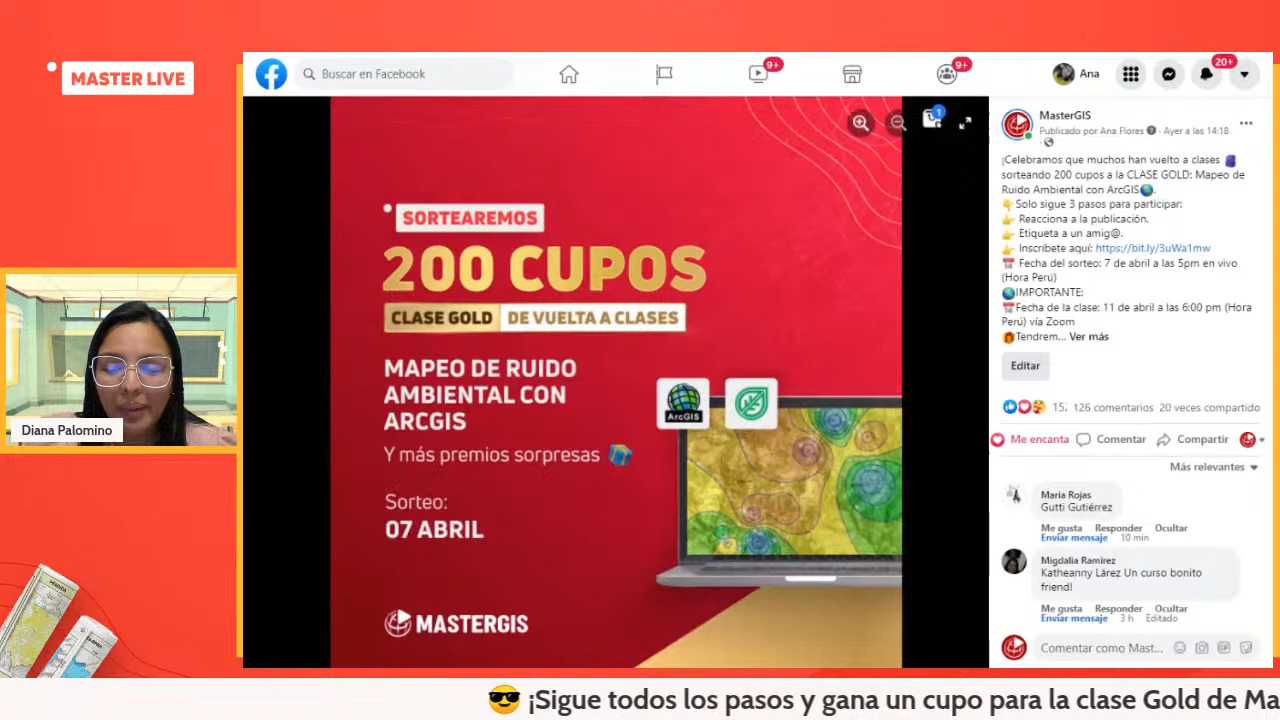 MASTER LIVE
Diana Palomino
Buscar en Facebook
9+
9+
Ana
20+
1
SORTEAREMOS
200 CUPOS
CLASE GOLD DE VUELTA A CLASES
MAPEO DE RUIDO
AMBIENTAL CON
ARCGIS
Y más premios sorpresas
Sorteo:
07 ABRIL
ArcGIS
MASTERGIS
MasterGIS
Publicado por Ana Flores · Ayer a las 14:18
¡Celebramos que muchos han vuelto a clases
sorteando 200 cupos a la CLASE GOLD: Mapeo de
Ruido Ambiental con ArcGIS🌎.
👇 Solo sigue 3 pasos para participar:
👉 Reacciona a la publicación.
👉 Etiqueta a un amig@.
👉 Inscríbete aquí: https://bit.ly/3uWa1mw
📅 Fecha del sorteo: 7 de abril a las 5pm en vivo
(Hora Perú)
🌎IMPORTANTE:
📅Fecha de la clase: 11 de abril a las 6:00 pm (Hora
Perú) vía Zoom
🎁Tendrem... Ver más
Editar
126 comentarios 20 veces compartido
Me encanta Comentar Compartir
Más relevantes
Maria Rojas
Gutti Gutiérrez
Me gusta Responder Ocultar
Enviar mensaje 10 min
Migdalia Ramirez
Katheanny Lárez Un curso bonito
friend!
Me gusta Responder Ocultar
Enviar mensaje 3 h Editado
Comentar como Mast...
😎 ¡Sigue todos los pasos y gana un cupo para la clase Gold de Ma